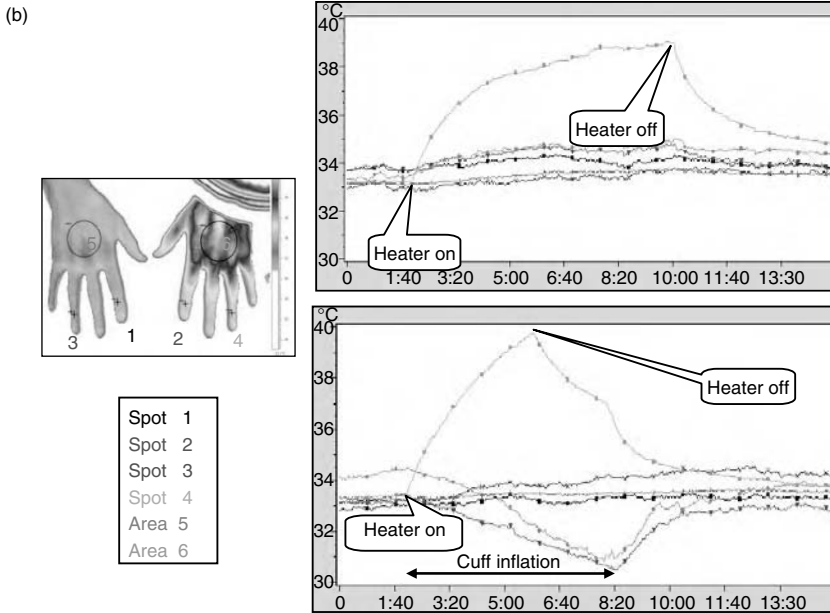 (b)
°C
40
38
36
34
32
30
Heater off
Heater on
0 1:40 3:20 5:00 6:40 8:20 10:00 11:40 13:30
5
3 1 2 4
Spot 1
Spot 2
Spot 3
Spot 4
Area 5
Area 6
°C
40
38
36
34
32
30
Heater off
Heater on
Cuff inflation
0 1:40 3:20 5:00 6:40 8:20 10:00 11:40 13:30